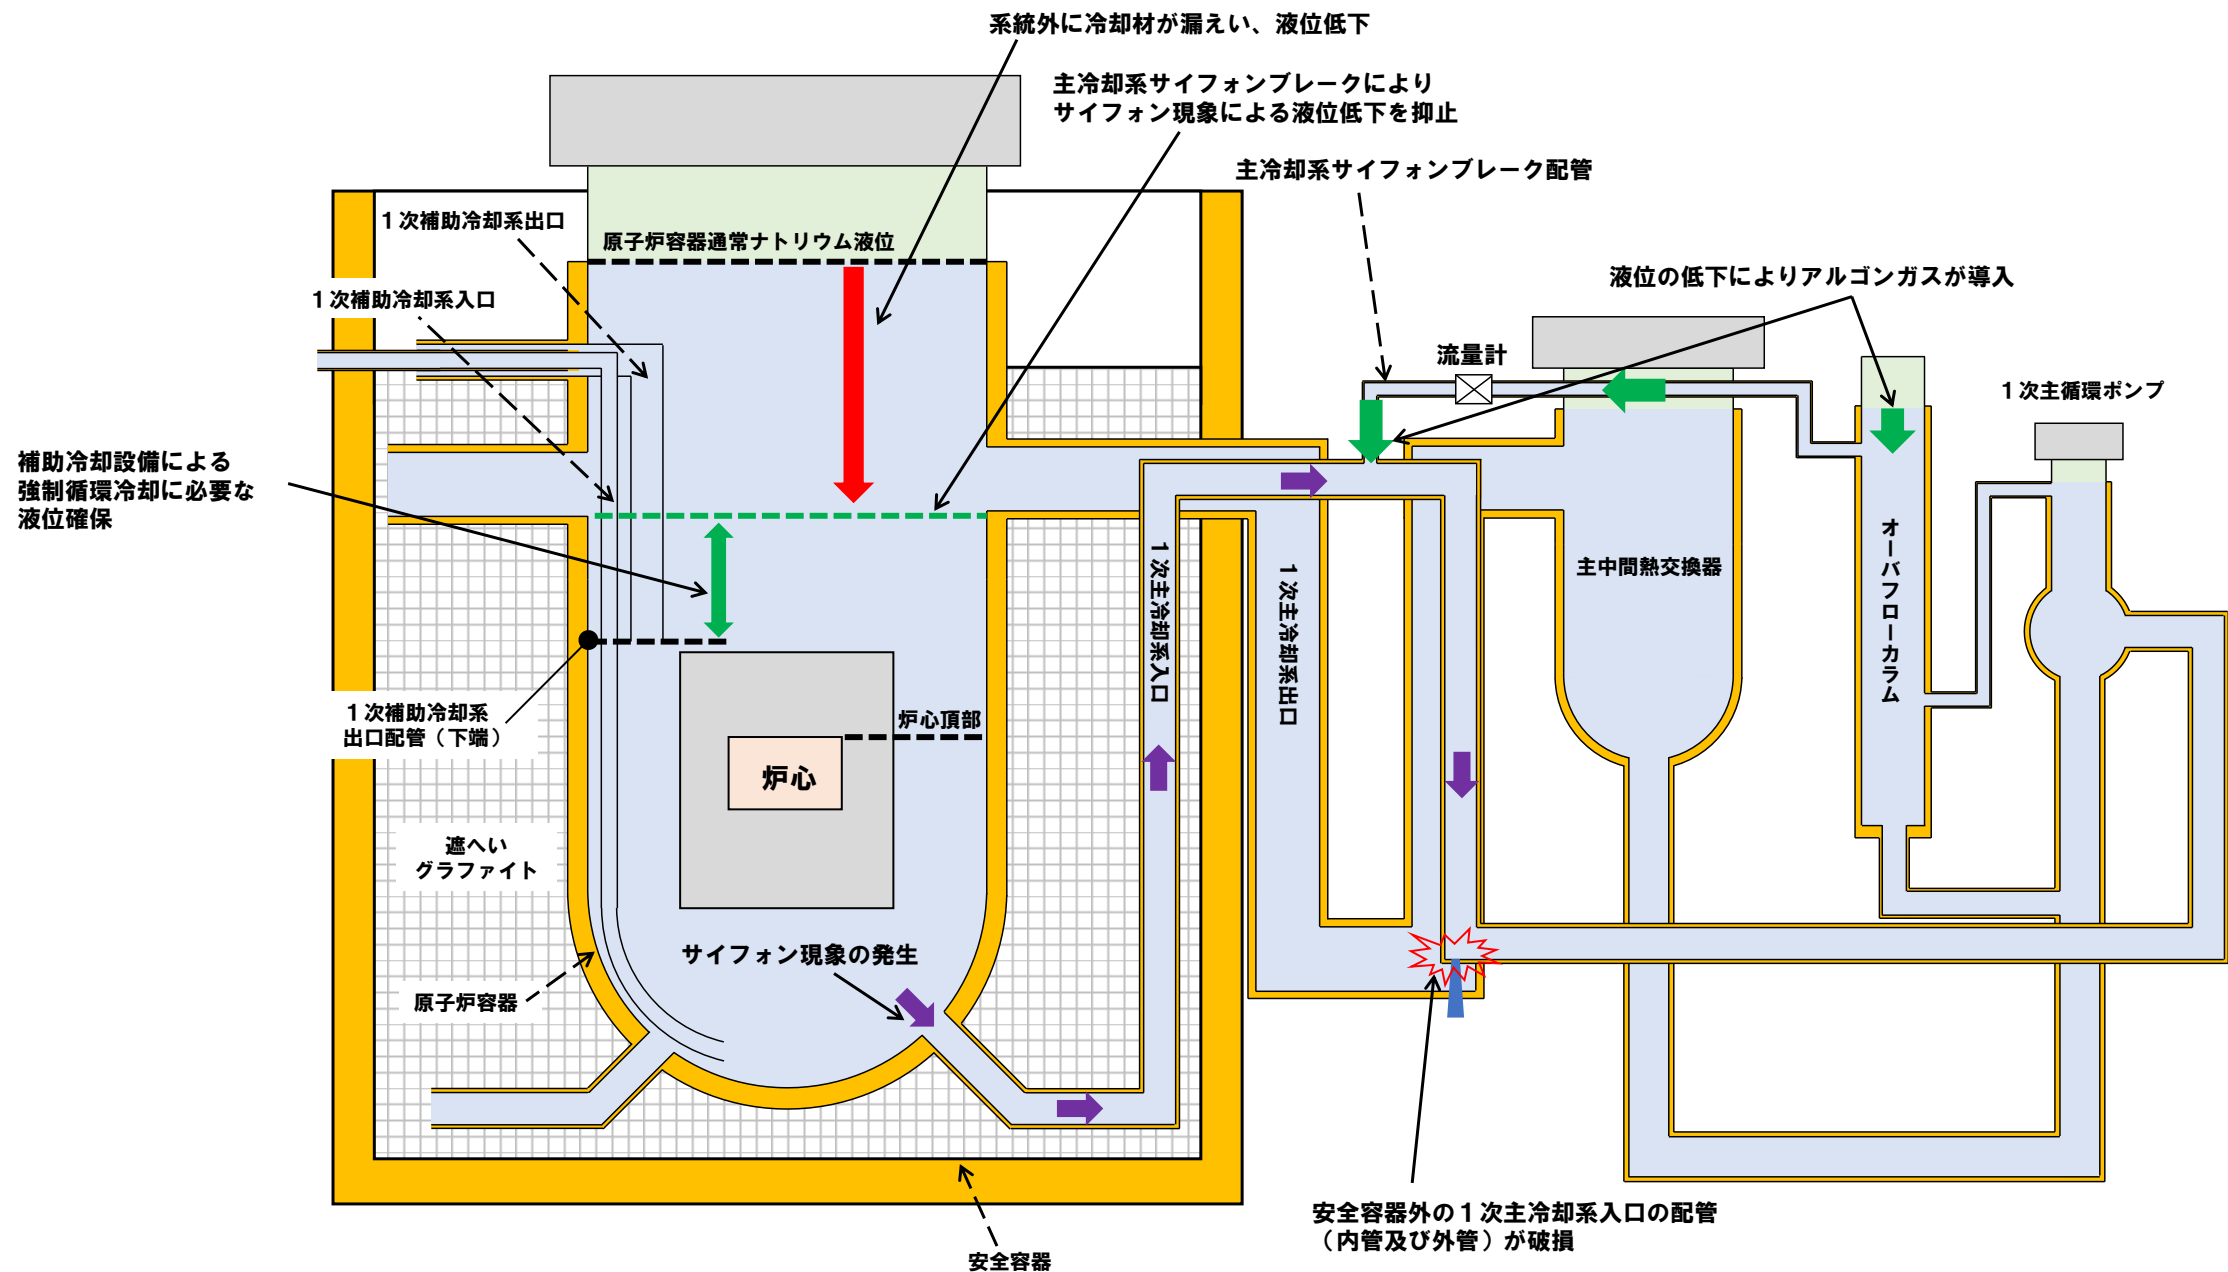 系統外に冷却材が漏えい、液位低下
主冷却系サイフォンブレークにより
サイフォン現象による液位低下を抑止
主冷却系サイフォンブレーク配管
１次補助冷却系出口
原子炉容器通常ナトリウム液位
液位の低下によりアルゴンガスが導入
１次補助冷却系入口
流量計
１次主循環ポンプ
補助冷却設備による
強制循環冷却に必要な
液位確保
オーバフローカラム
１次主冷却系入口
１次主冷却系出口
主中間熱交換器
１次補助冷却系
出口配管（下端）
炉心頂部
炉心
遮へい
グラファイト
サイフォン現象の発生
原子炉容器
安全容器外の１次主冷却系入口の配管
（内管及び外管）が破損
安全容器